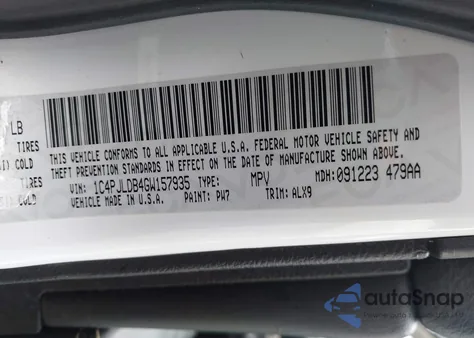 LB
TIRES
THIS VEHICLE CONFORMS TO ALL APPLICABLE U.S.A. FEDERAL MOTOR VEHICLE SAFETY AND
COLD
THEFT PREVENTION STANDARDS IN EFFECT ON THE DATE OF MANUFACTURE SHOWN ABOVE.
TIRES
VIN: 1C4PJLDB4GW157935 TYPE: MPV MDH: 091223 479AA
COLD
VEHICLE MADE IN U.S.A. PAINT: PW7 TRIM: ALX9
autoSnap